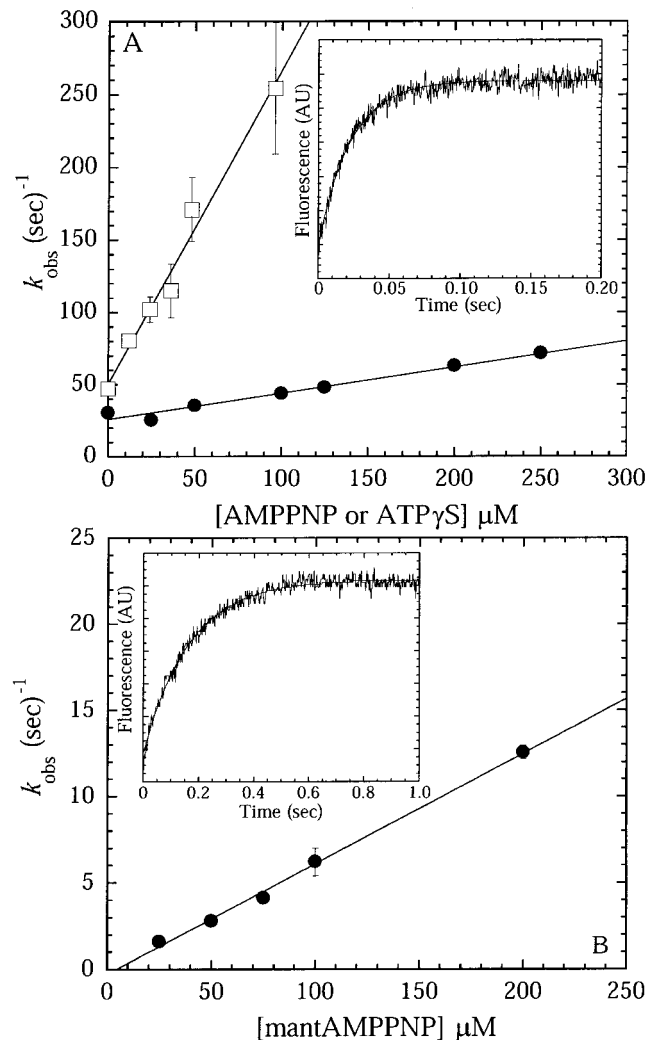 A
300
250
200
150
100
50
0
k_obs (sec)^-1
Fluorescence (AU)
0 0.05 0.10 0.15 0.20
Time (sec)
0 50 100 150 200 250 300
[AMPPNP or ATPγS] μM
25
20
15
10
5
0
k_obs (sec)^-1
Fluorescence (AU)
0 0.2 0.4 0.6 0.8 1.0
Time (sec)
B
50 100 150 200 250
[mantAMPPNP] μM